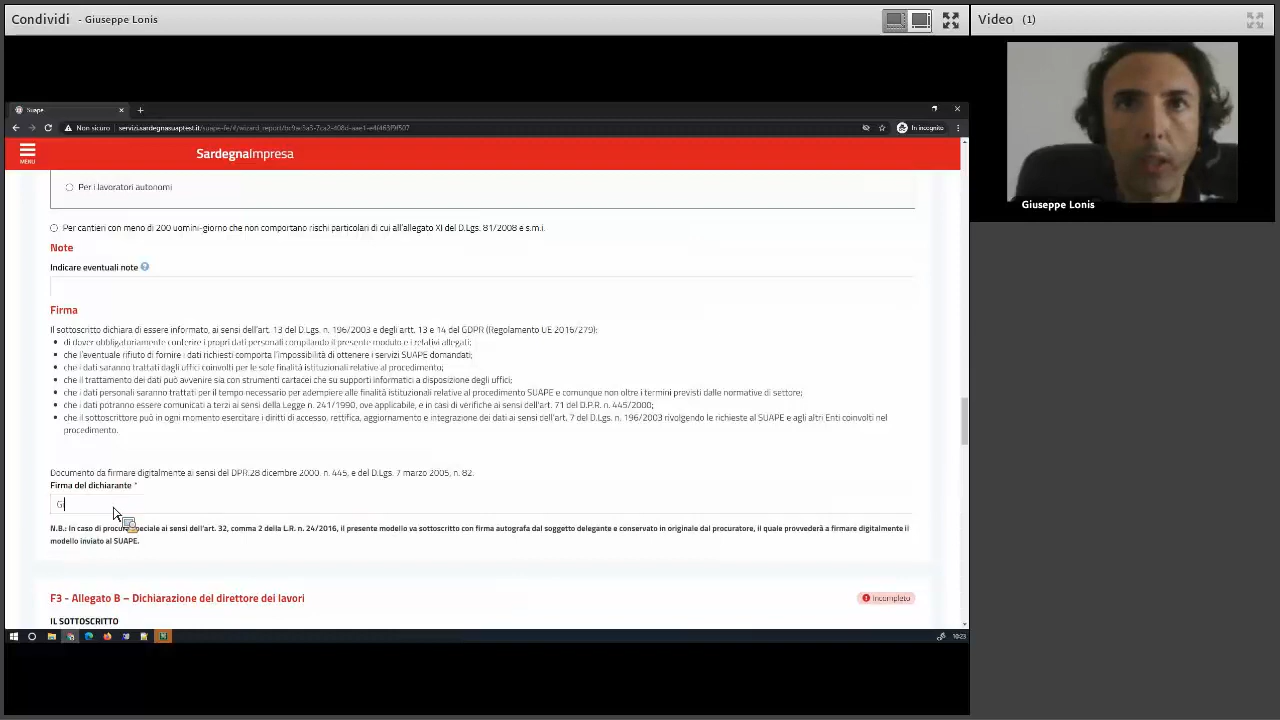 Condividi - Giuseppe Lonis
Video (1)
Suape
Non sicuro
In incognito
MENU
SardegnaImpresa
Per i lavoratori autonomi
Per cantieri con meno di 200 uomini-giorno che non comportano rischi particolari di cui all'allegato XI del D.Lgs. 81/2008 e s.m.i.
Note
Indicare eventuali note
Firma
Il sottoscritto dichiara di essere informato, ai sensi dell'art. 13 del D.Lgs. n. 196/2003 e degli artt. 13 e 14 del GDPR (Regolamento UE 2016/279):
di dover obbligatoriamente conferire i propri dati personali compilando il presente modulo e i relativi allegati;
che l'eventuale rifiuto di fornire i dati richiesti comporta l'impossibilità di ottenere i servizi SUAPE domandati;
che i dati saranno trattati dagli uffici coinvolti per le sole finalità istituzionali relative al procedimento;
che il trattamento dei dati può avvenire sia con strumenti cartacei che su supporti informatici a disposizione degli uffici;
che i dati personali saranno trattati per il tempo necessario per adempiere alle finalità istituzionali relative al procedimento SUAPE e comunque non oltre i termini previsti dalle normative di settore;
che i dati potranno essere comunicati a terzi ai sensi della Legge n. 241/1990, ove applicabile, e in caso di verifiche ai sensi dell'art. 71 del D.P.R. n. 445/2000;
che il sottoscrittore può in ogni momento esercitare i diritti di accesso, rettifica, aggiornamento e integrazione dei dati ai sensi dell'art. 7 del D.Lgs. n. 196/2003 rivolgendo le richieste al SUAPE e agli altri Enti coinvolti nel
procedimento.
Documento da firmare digitalmente ai sensi del DPR.28 dicembre 2000. n. 445, e del D.Lgs. 7 marzo 2005, n. 82.
Firma del dichiarante *
Gi
N.B.: In caso di procura speciale ai sensi dell'art. 32, comma 2 della L.R. n. 24/2016, il presente modello va sottoscritto con firma autografa dal soggetto delegante e conservato in originale dal procuratore, il quale provvederà a firmare digitalmente il
modello inviato al SUAPE.
F3 - Allegato B – Dichiarazione del direttore dei lavori
Incompleto
IL SOTTOSCRITTO
10:23
Giuseppe Lonis